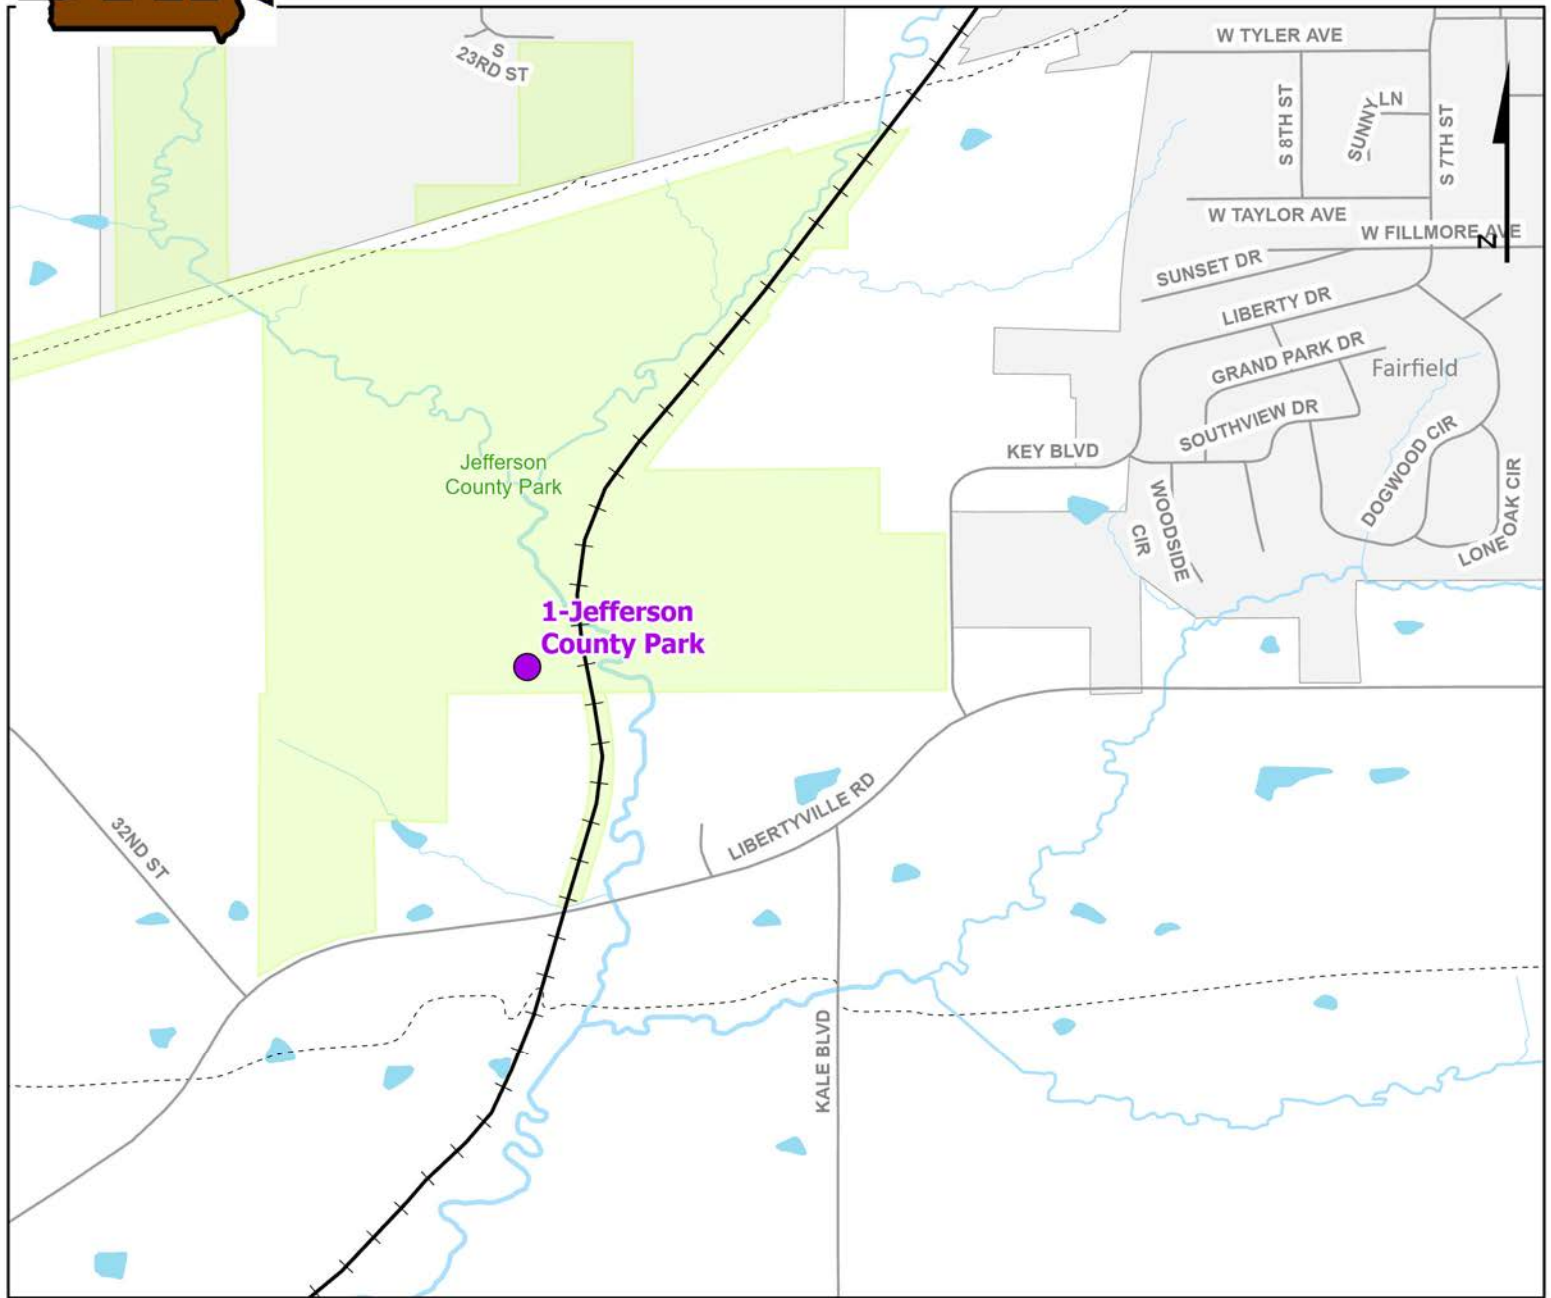 S
23RD ST
W TYLER AVE
S 8TH ST
SUNNY LN
S 7TH ST
W TAYLOR AVE
W FILLMORE AVE
N
SUNSET DR
LIBERTY DR
GRAND PARK DR
Fairfield
SOUTHVIEW DR
KEY BLVD
DOGWOOD CIR
LONE OAK CIR
WOODSIDE
CIR
Jefferson
County Park
1-Jefferson
County Park
32ND ST
LIBERTYVILLE RD
KALE BLVD